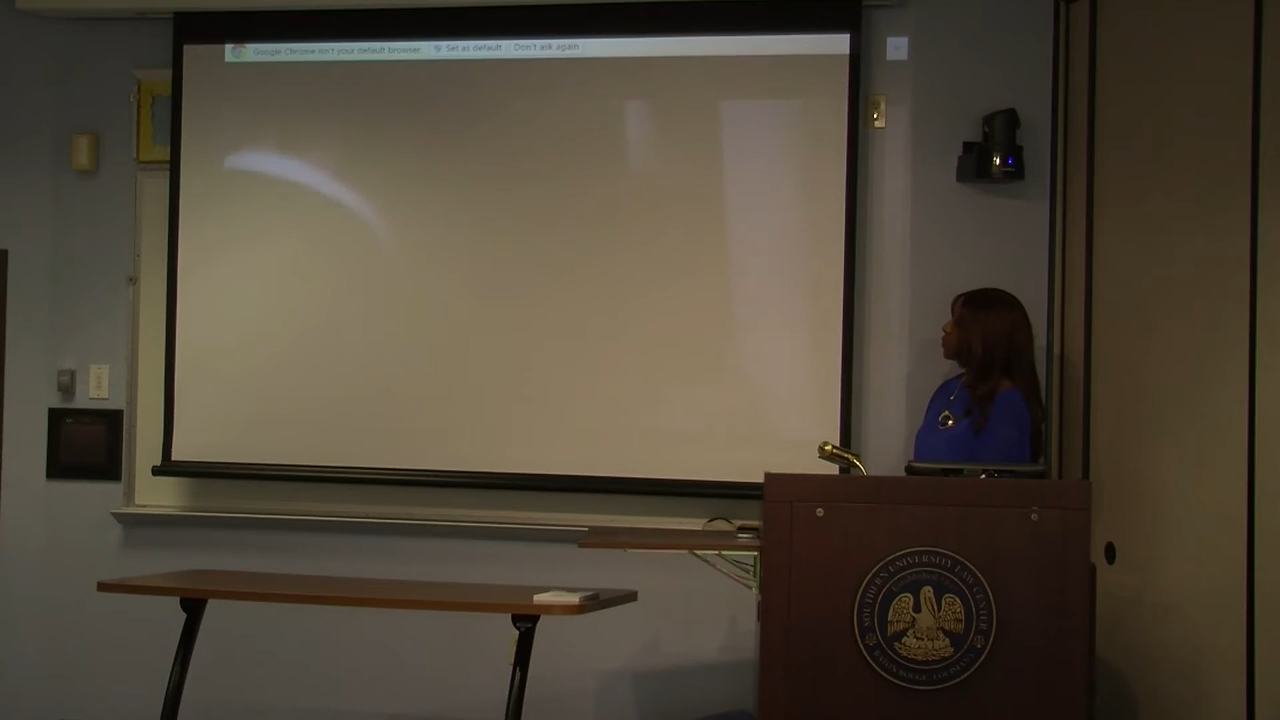 Google Chrome isn't your default browser. Set as default Don't ask again
SOUTHERN UNIVERSITY LAW CENTER
BATON ROUGE, LOUISIANA